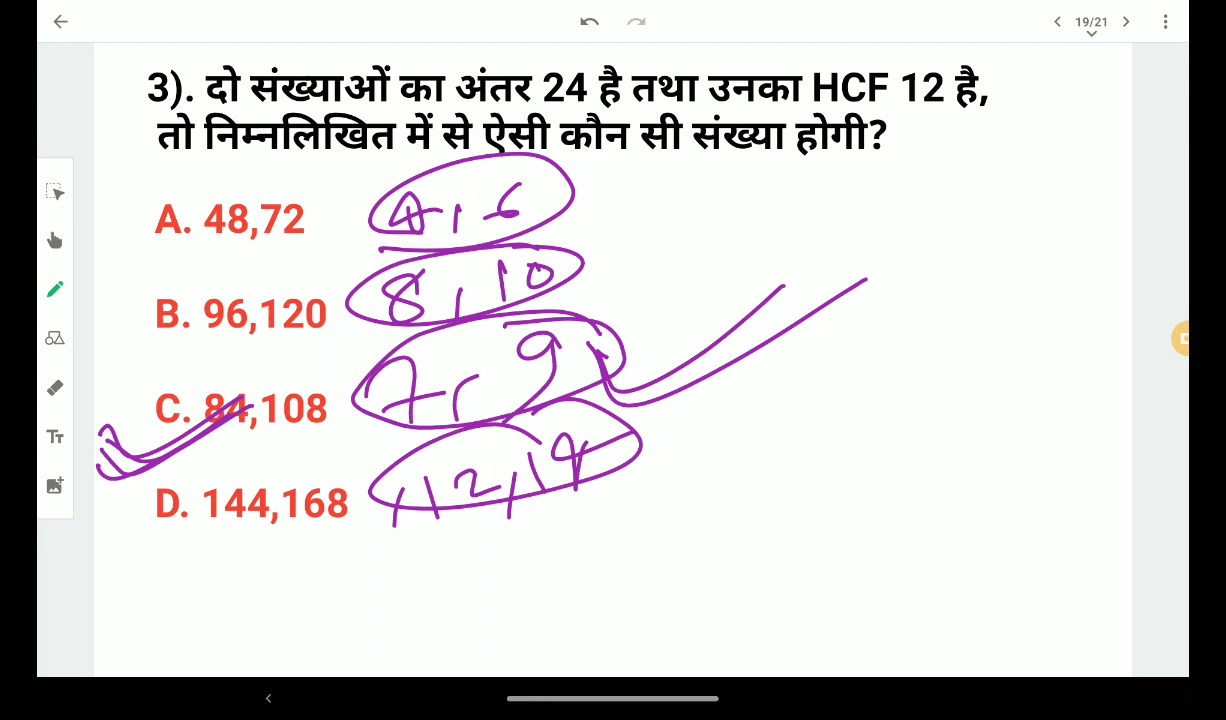 19/21
3). दो संख्याओं का अंतर 24 है तथा उनका HCF 12 है,
तो निम्नलिखित में से ऐसी कौन सी संख्या होगी?
A. 48,72 4, 6
B. 96,120 8, 10
C. 84,108 7, 9
D. 144,168 12, 14
Tт